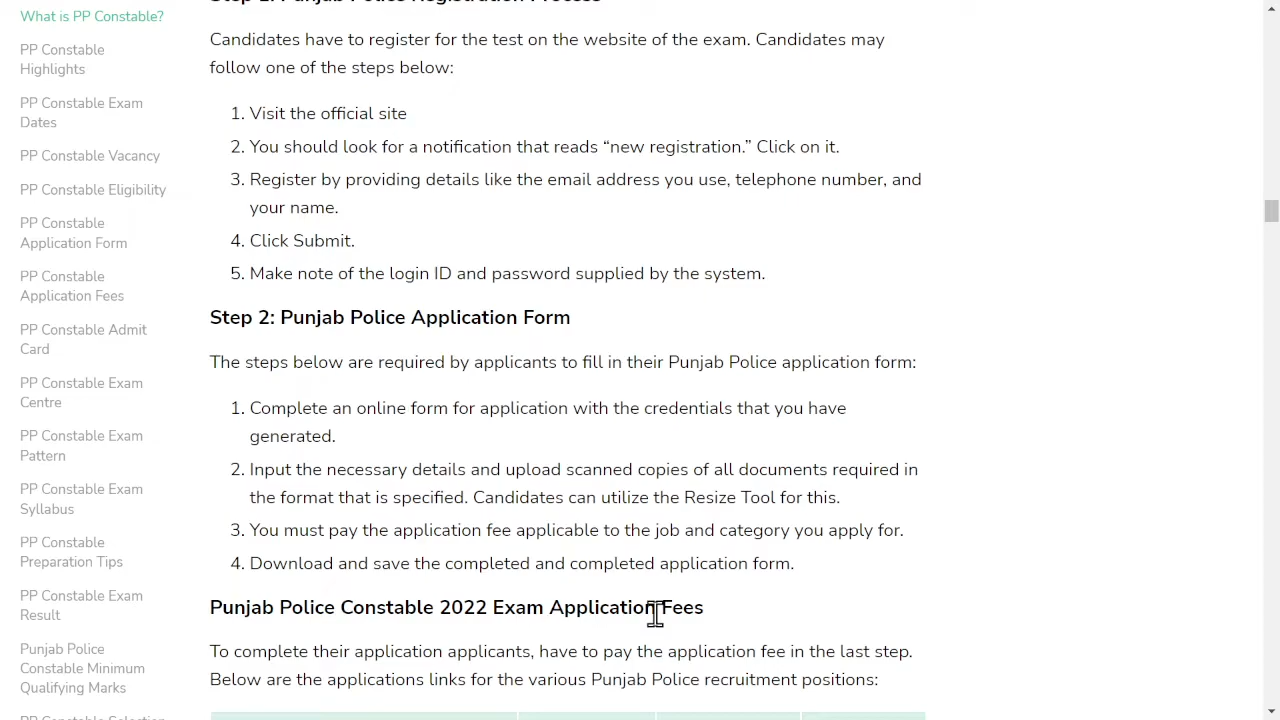 What is PP Constable?
PP Constable
Highlights
PP Constable Exam
Dates
PP Constable Vacancy
PP Constable Eligibility
PP Constable
Application Form
PP Constable
Application Fees
PP Constable Admit
Card
PP Constable Exam
Centre
PP Constable Exam
Pattern
PP Constable Exam
Syllabus
PP Constable
Preparation Tips
PP Constable Exam
Result
Punjab Police
Constable Minimum
Qualifying Marks
PP Constable Selection
Step 1: Punjab Police Registration Process
Candidates have to register for the test on the website of the exam. Candidates may
follow one of the steps below:
1. Visit the official site
2. You should look for a notification that reads “new registration.” Click on it.
3. Register by providing details like the email address you use, telephone number, and
your name.
4. Click Submit.
5. Make note of the login ID and password supplied by the system.
Step 2: Punjab Police Application Form
The steps below are required by applicants to fill in their Punjab Police application form:
1. Complete an online form for application with the credentials that you have
generated.
2. Input the necessary details and upload scanned copies of all documents required in
the format that is specified. Candidates can utilize the Resize Tool for this.
3. You must pay the application fee applicable to the job and category you apply for.
4. Download and save the completed and completed application form.
Punjab Police Constable 2022 Exam Application Fees
To complete their application applicants, have to pay the application fee in the last step.
Below are the applications links for the various Punjab Police recruitment positions: